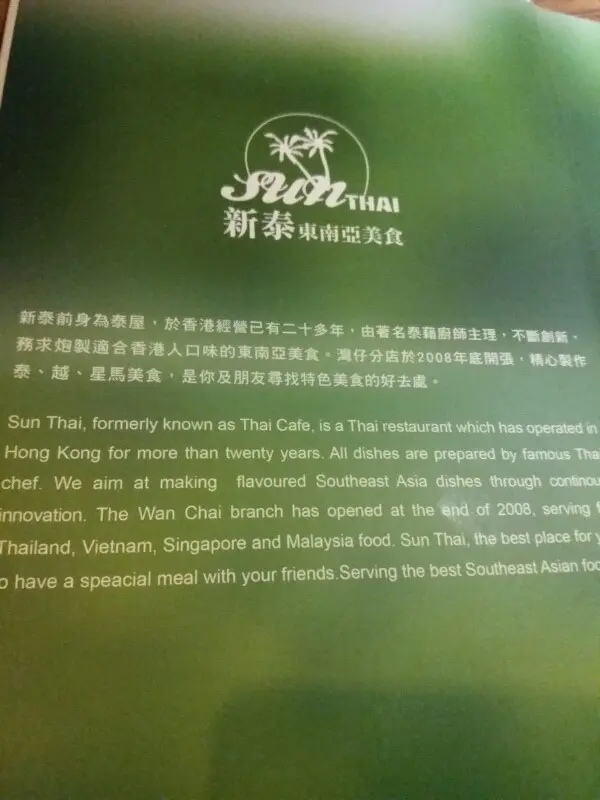 sun THAI
新泰 東南亞美食
新泰前身為泰屋，於香港經營已有二十多年，由著名泰藉廚師主理，不斷創新，
務求炮製適合香港人口味的東南亞美食。灣仔分店於2008年底開張，精心製作
泰、越、星馬美食，是你及朋友尋找特色美食的好去處。
Sun Thai, formerly known as Thai Cafe, is a Thai restaurant which has operated in
Hong Kong for more than twenty years. All dishes are prepared by famous Tha
chef. We aim at making flavoured Southeast Asia dishes through continou
innovation. The Wan Chai branch has opened at the end of 2008, serving f
Thailand, Vietnam, Singapore and Malaysia food. Sun Thai, the best place for y
o have a speacial meal with your friends.Serving the best Southeast Asian foo